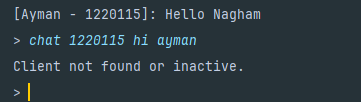 [Ayman - 1220115]: Hello Nagham
> chat 1220115 hi ayman
Client not found or inactive.
>